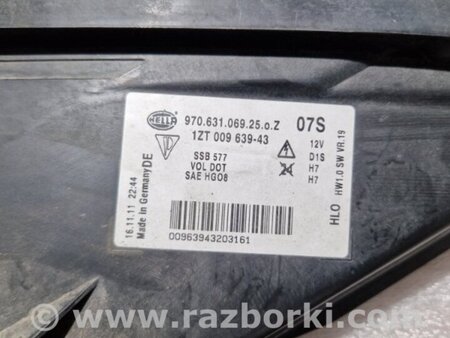 HELLA
970.631.069.25.0.Z 07S
1ZT 009 639-43
12V
SSB 577
D1S
VOL DOT
24 H7
SAE HG08
H7
HLO HW1.0 SW VR.19
16.11.11 22:44
Made in Germany DE
00963943203161
www.razborki.com